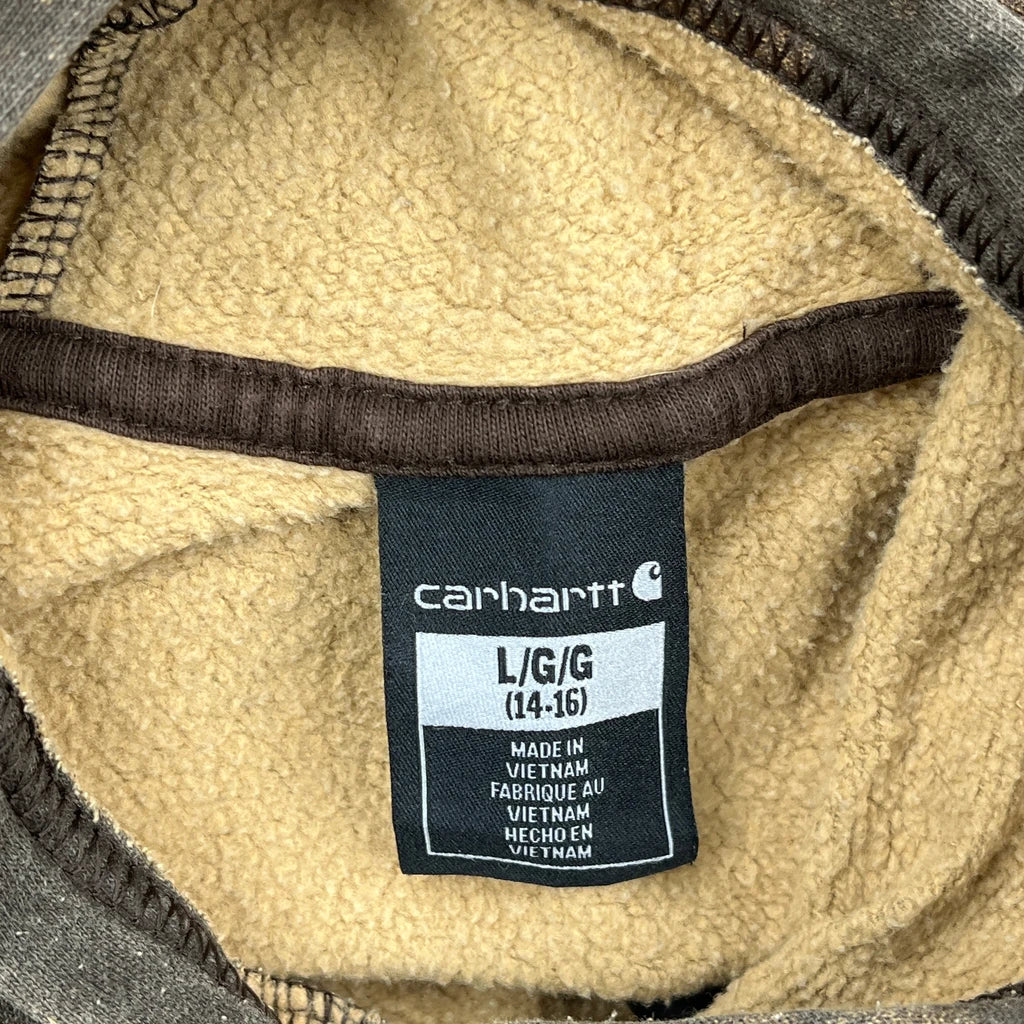 carhartt
L/G/G
(14-16)
MADE IN
VIETNAM
FABRIQUE AU
VIETNAM
HECHO EN
VIETNAM